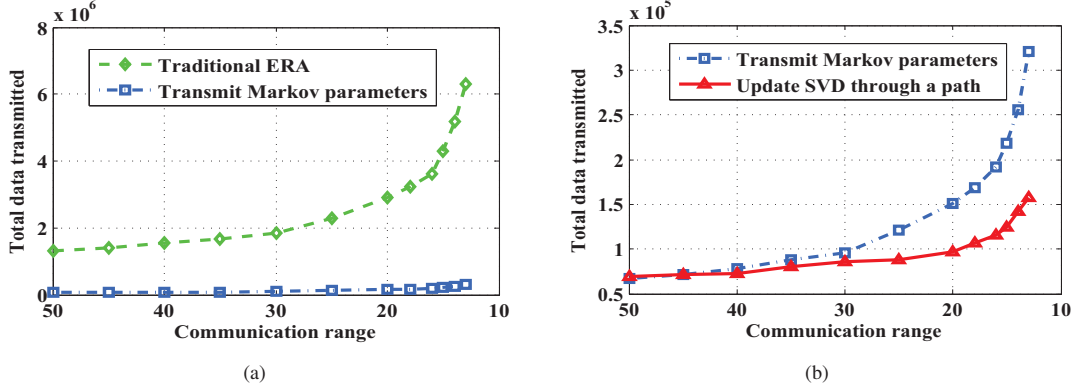 x 10^6
8
6
4
2
0
50
40
30
20
10
Total data transmitted
Communication range
Traditional ERA
Transmit Markov parameters
(a)
x 10^5
3.5
3
2.5
2
1.5
1
0.5
50
40
30
20
10
Total data transmitted
Communication range
Transmit Markov parameters
Update SVD through a path
(b)